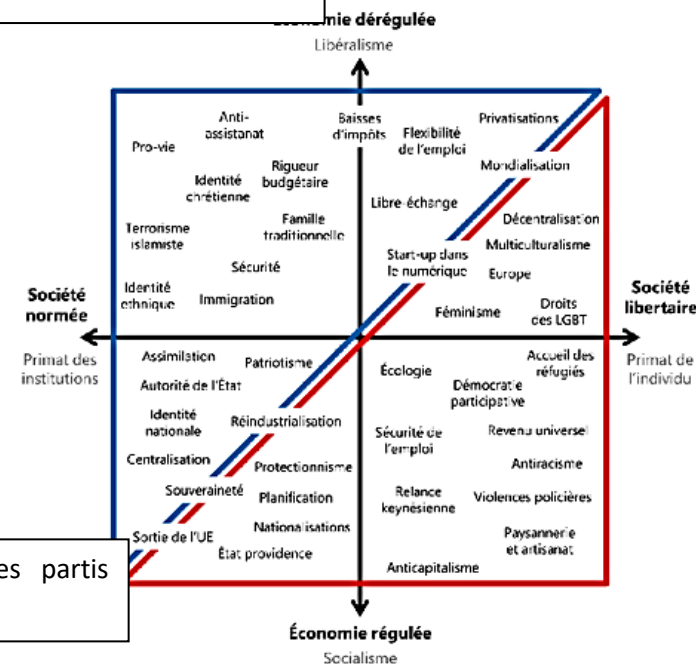 Économie dérégulée
Libéralisme
Anti-
assistanat
Baisses
d'impôts
Privatisations
Flexibilité
de l'emploi
Pro-vie
Mondialisation
Rigueur
budgétaire
Identité
chrétienne
Libre-échange
Famille
traditionnelle
Décentralisation
Terrorisme
islamiste
Multiculturalisme
Start-up dans
le numérique
Sécurité
Europe
Identité
ethnique
Immigration
Société
normée
Société
libertaire
Féminisme
Droits
des LGBT
Primat des
institutions
Primat de
l'individu
Assimilation
Patriotisme
Écologie
Accueil des
réfugiés
Autorité de l'État
Démocratie
participative
Identité
nationale
Réindustrialisation
Sécurité de
l'emploi
Revenu universel
Centralisation
Protectionnisme
Antiracisme
Souveraineté
Planification
Relance
keynésienne
Violences policières
Sortie de l'UE
Nationalisations
Paysannerie
et artisanat
État providence
Anticapitalisme
es partis
Économie régulée
Socialisme